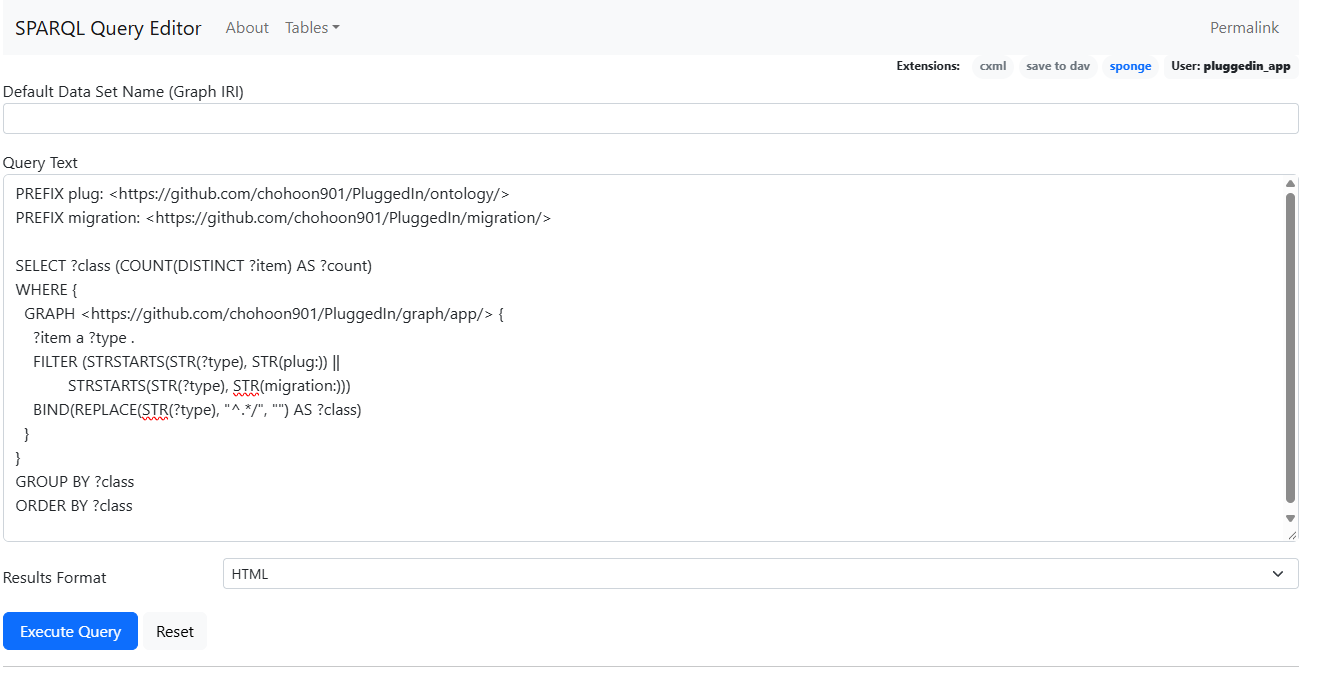 SPARQL Query Editor About Tables Permalink
Extensions: cxml save to dav sponge User: pluggedin_app
Default Data Set Name (Graph IRI)
Query Text
PREFIX plug: <https://github.com/chohoon901/PluggedIn/ontology/>
PREFIX migration: <https://github.com/chohoon901/PluggedIn/migration/>
SELECT ?class (COUNT(DISTINCT ?item) AS ?count)
WHERE {
GRAPH <https://github.com/chohoon901/PluggedIn/graph/app/> {
?item a ?type .
FILTER (STRSTARTS(STR(?type), STR(plug:)) ||
STRSTARTS(STR(?type), STR(migration:)))
BIND(REPLACE(STR(?type), "^.*/", "") AS ?class)
}
}
GROUP BY ?class
ORDER BY ?class
Results Format HTML
Execute Query Reset